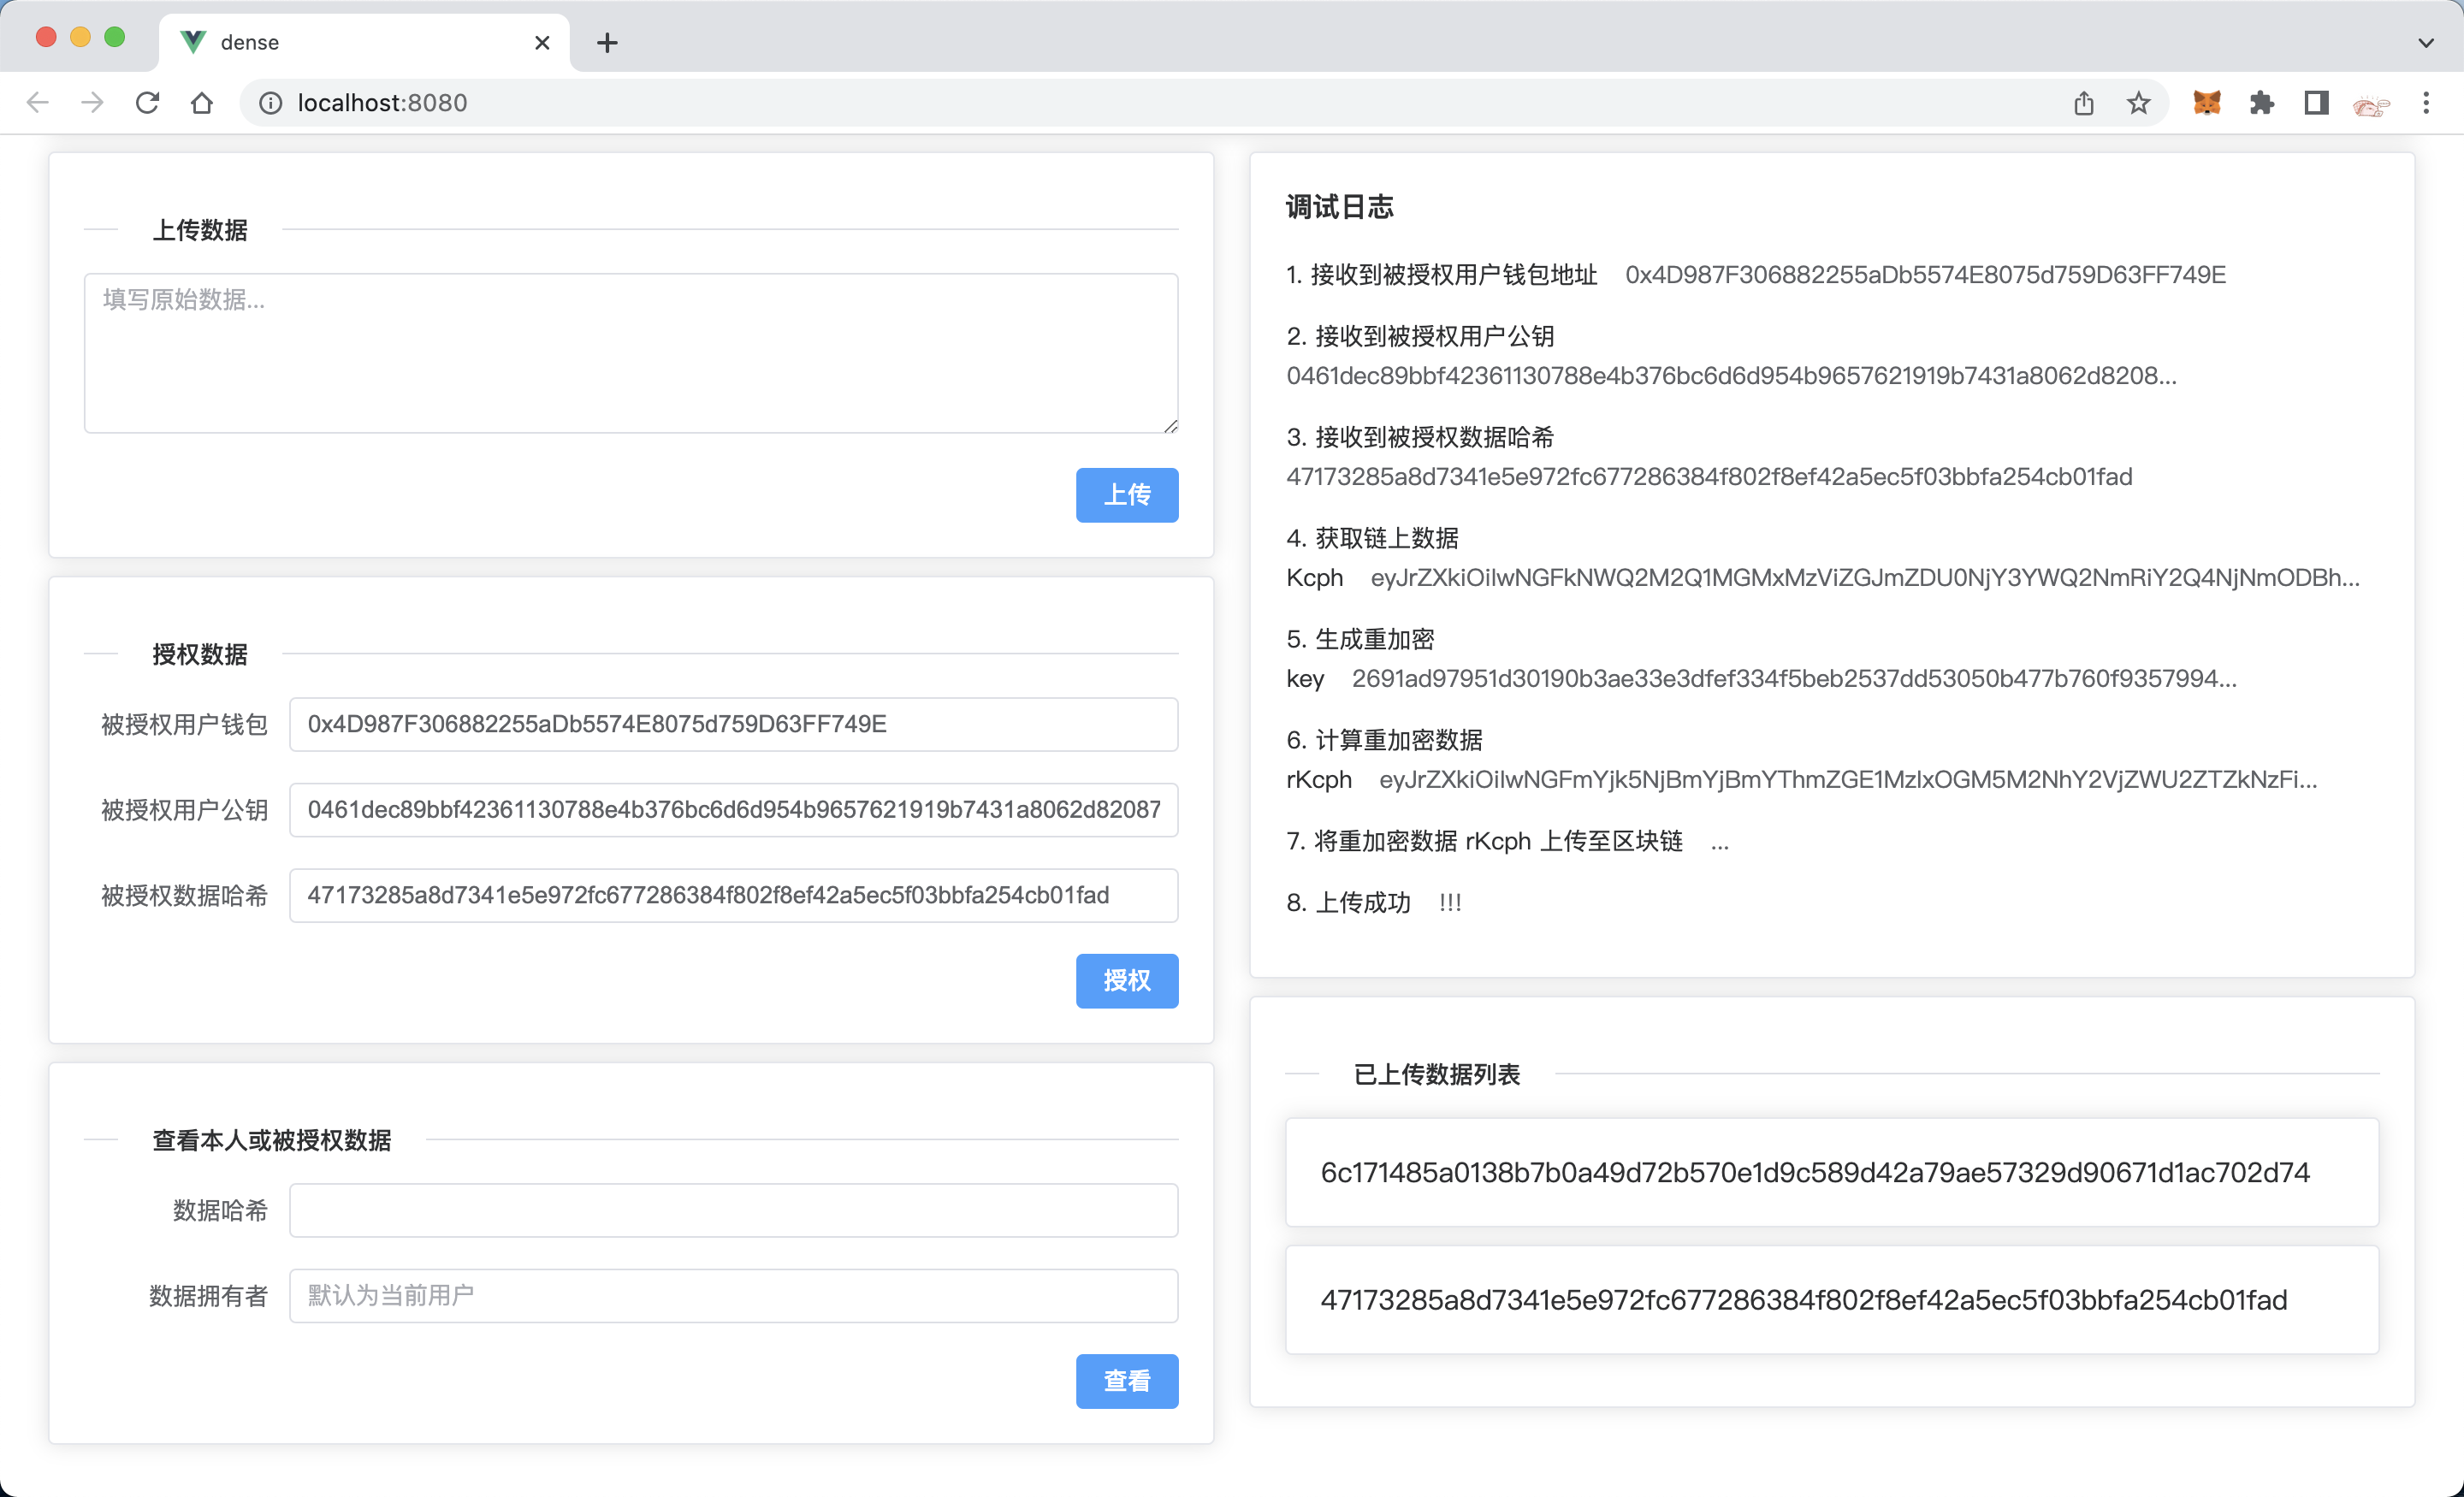 dense
localhost:8080
上传数据
填写原始数据...
上传
授权数据
被授权用户钱包 0x4D987F306882255aDb5574E8075d759D63FF749E
被授权用户公钥 0461dec89bbf42361130788e4b376bc6d6d954b9657621919b7431a8062d82087
被授权数据哈希 47173285a8d7341e5e972fc677286384f802f8ef42a5ec5f03bbfa254cb01fad
授权
查看本人或被授权数据
数据哈希
数据拥有者 默认为当前用户
查看
调试日志
1. 接收到被授权用户钱包地址 0x4D987F306882255aDb5574E8075d759D63FF749E
2. 接收到被授权用户公钥
0461dec89bbf42361130788e4b376bc6d6d954b9657621919b7431a8062d8208...
3. 接收到被授权数据哈希
47173285a8d7341e5e972fc677286384f802f8ef42a5ec5f03bbfa254cb01fad
4. 获取链上数据
Kcph eyJrZXkiOiIwNGFkNWQ2M2Q1MGMxMzViZGJmZDU0NjY3YWQ2NmRiY2Q4NjNmODBh...
5. 生成重加密
key 2691ad97951d30190b3ae33e3dfef334f5beb2537dd53050b477b760f9357994...
6. 计算重加密数据
rKcph eyJrZXkiOiIwNGFmYjk5NjBmYjBmYThmZGE1MzIxOGM5M2NhY2VjZWU2ZTZkNzFi...
7. 将重加密数据 rKcph 上传至区块链 ...
8. 上传成功 !!!
已上传数据列表
6c171485a0138b7b0a49d72b570e1d9c589d42a79ae57329d90671d1ac702d74
47173285a8d7341e5e972fc677286384f802f8ef42a5ec5f03bbfa254cb01fad